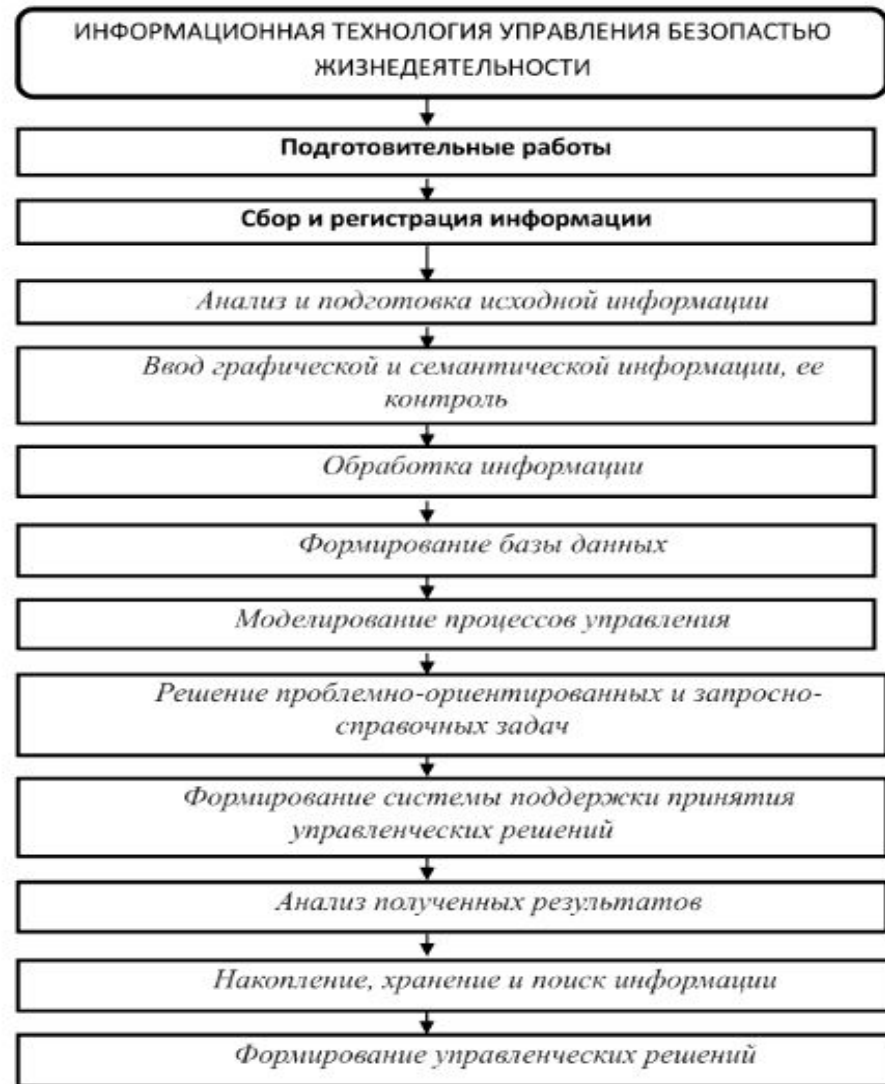 ИНФОРМАЦИОННАЯ ТЕХНОЛОГИЯ УПРАВЛЕНИЯ БЕЗОПАСТЬЮ
ЖИЗНЕДЕЯТЕЛЬНОСТИ
Подготовительные работы
Сбор и регистрация информации
Анализ и подготовка исходной информации
Ввод графической и семантической информации, ее
контроль
Обработка информации
Формирование базы данных
Моделирование процессов управления
Решение проблемно-ориентированных и запросно-
справочных задач
Формирование системы поддержки принятия
управленческих решений
Анализ полученных результатов
Накопление, хранение и поиск информации
Формирование управленческих решений